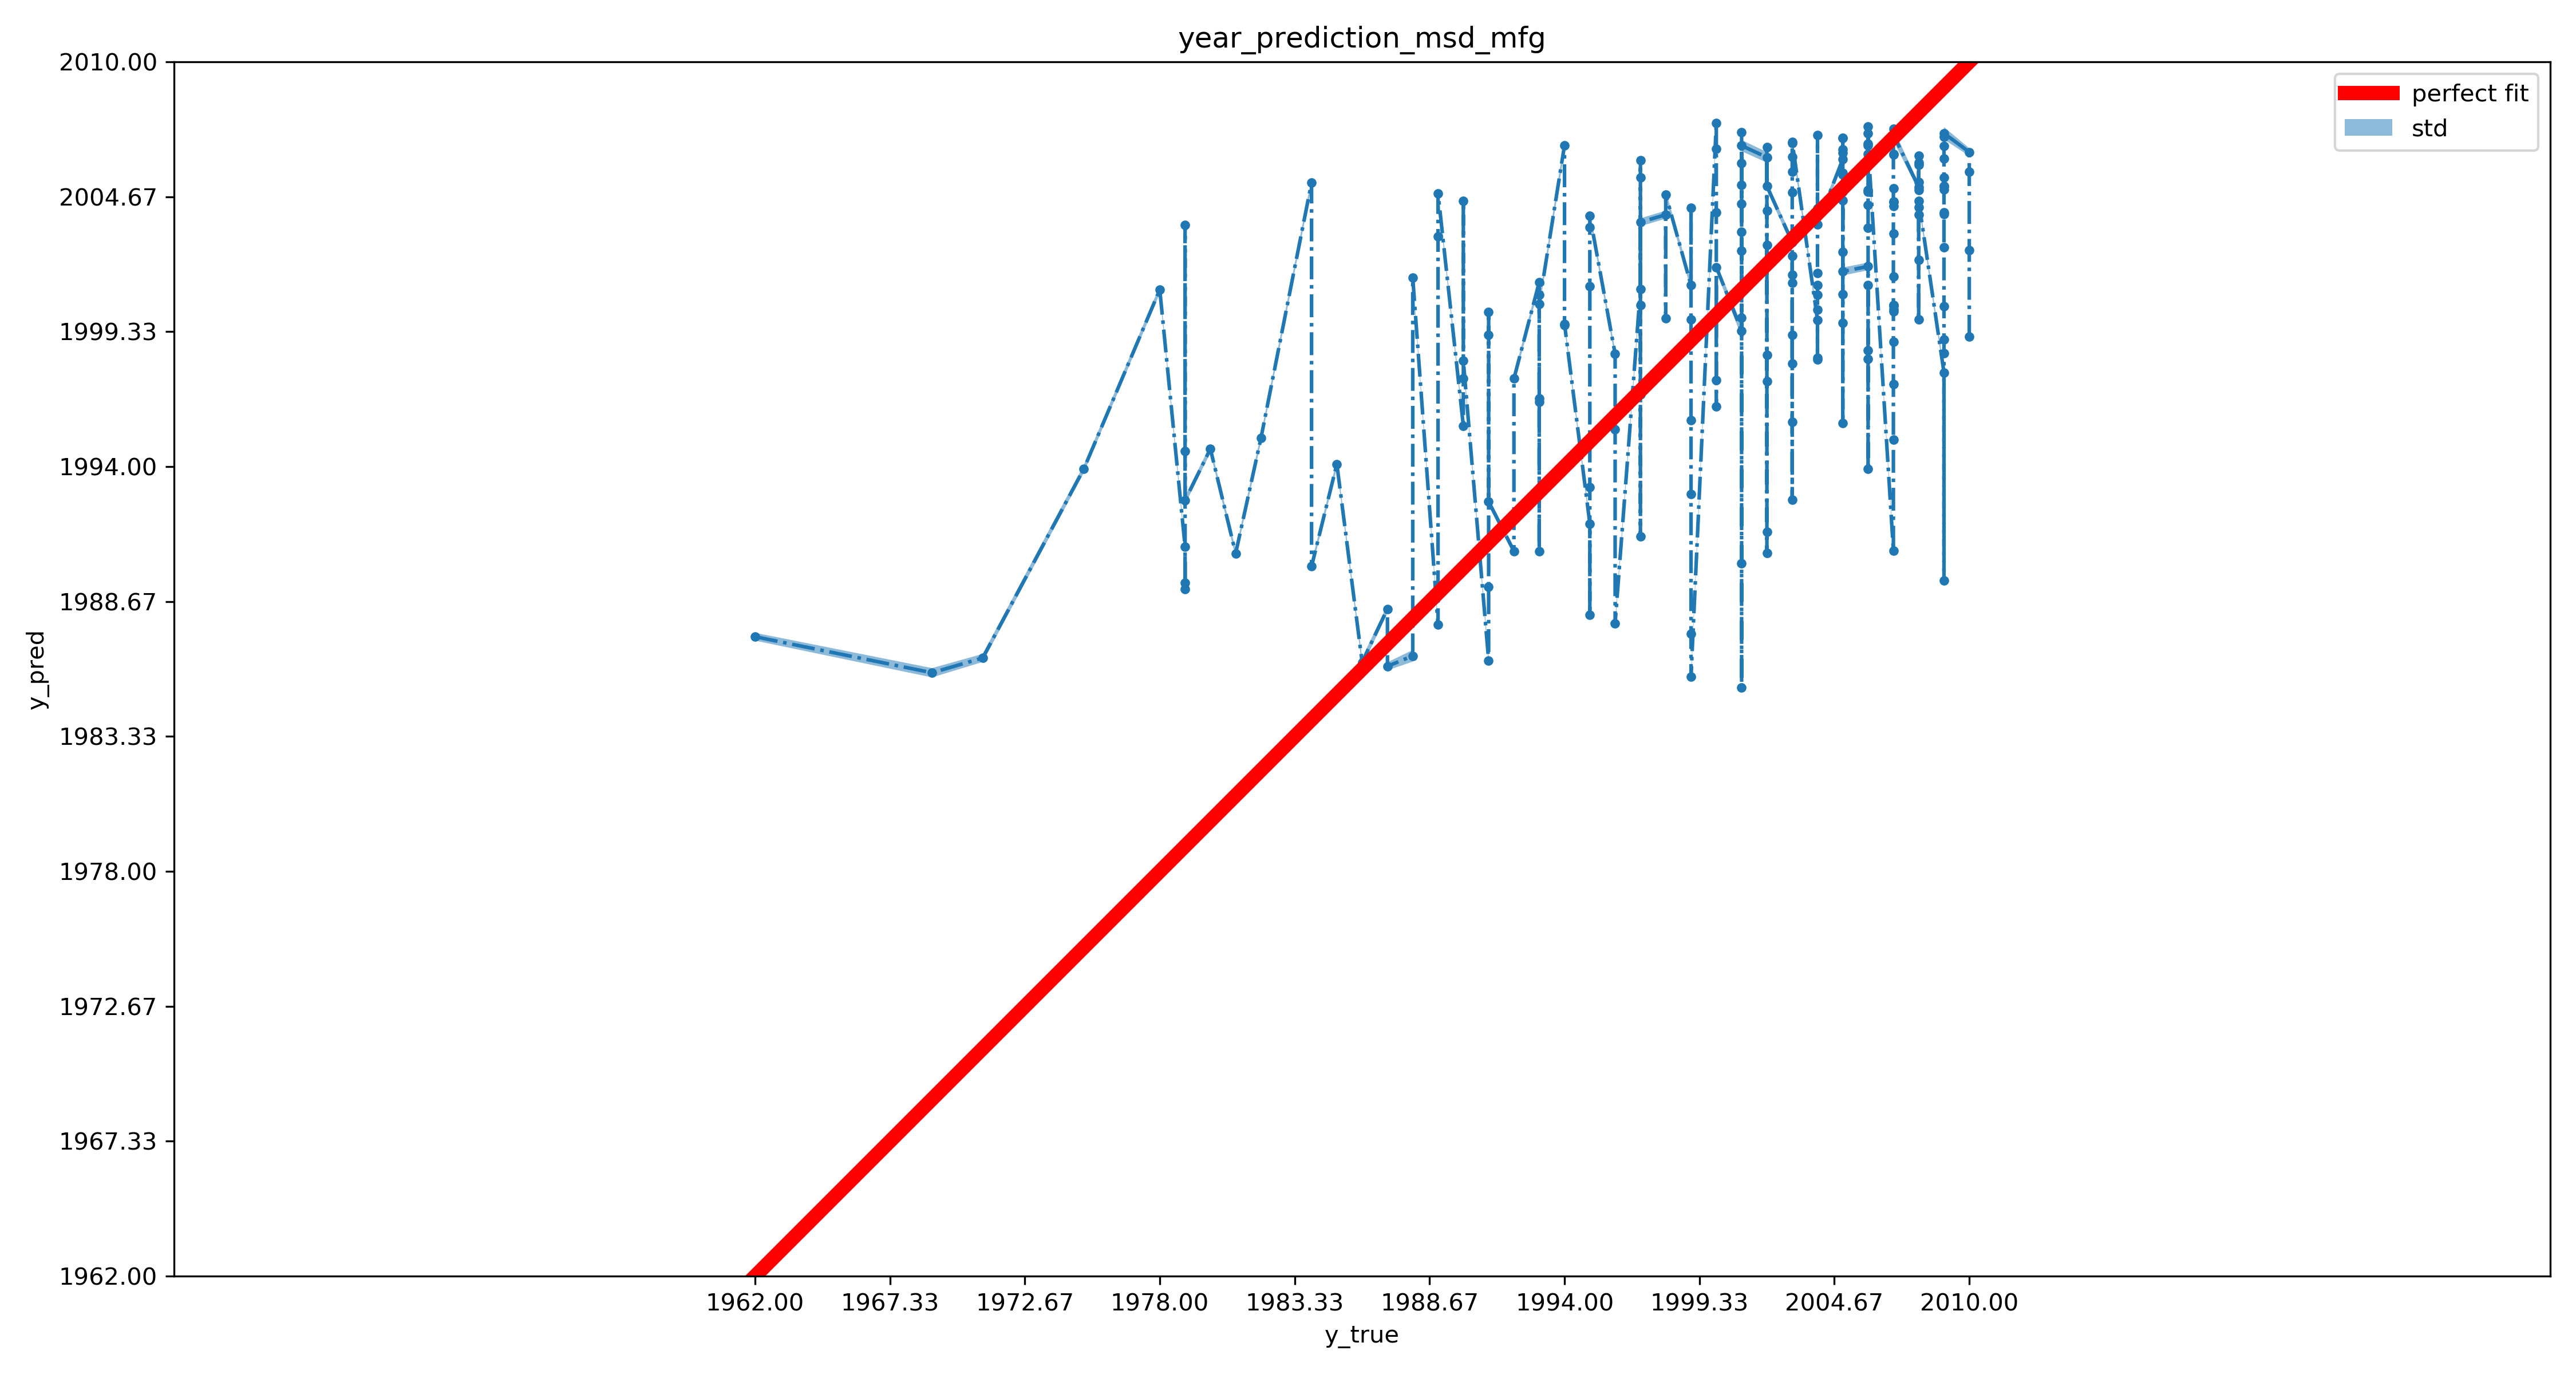 year_prediction_msd_mfg
2010.00
2004.67
1999.33
1994.00
1988.67
1983.33
1978.00
1972.67
1967.33
1962.00
y_pred
perfect fit
std
1962.00 1967.33 1972.67 1978.00 1983.33 1988.67 1994.00 1999.33 2004.67 2010.00
y_true